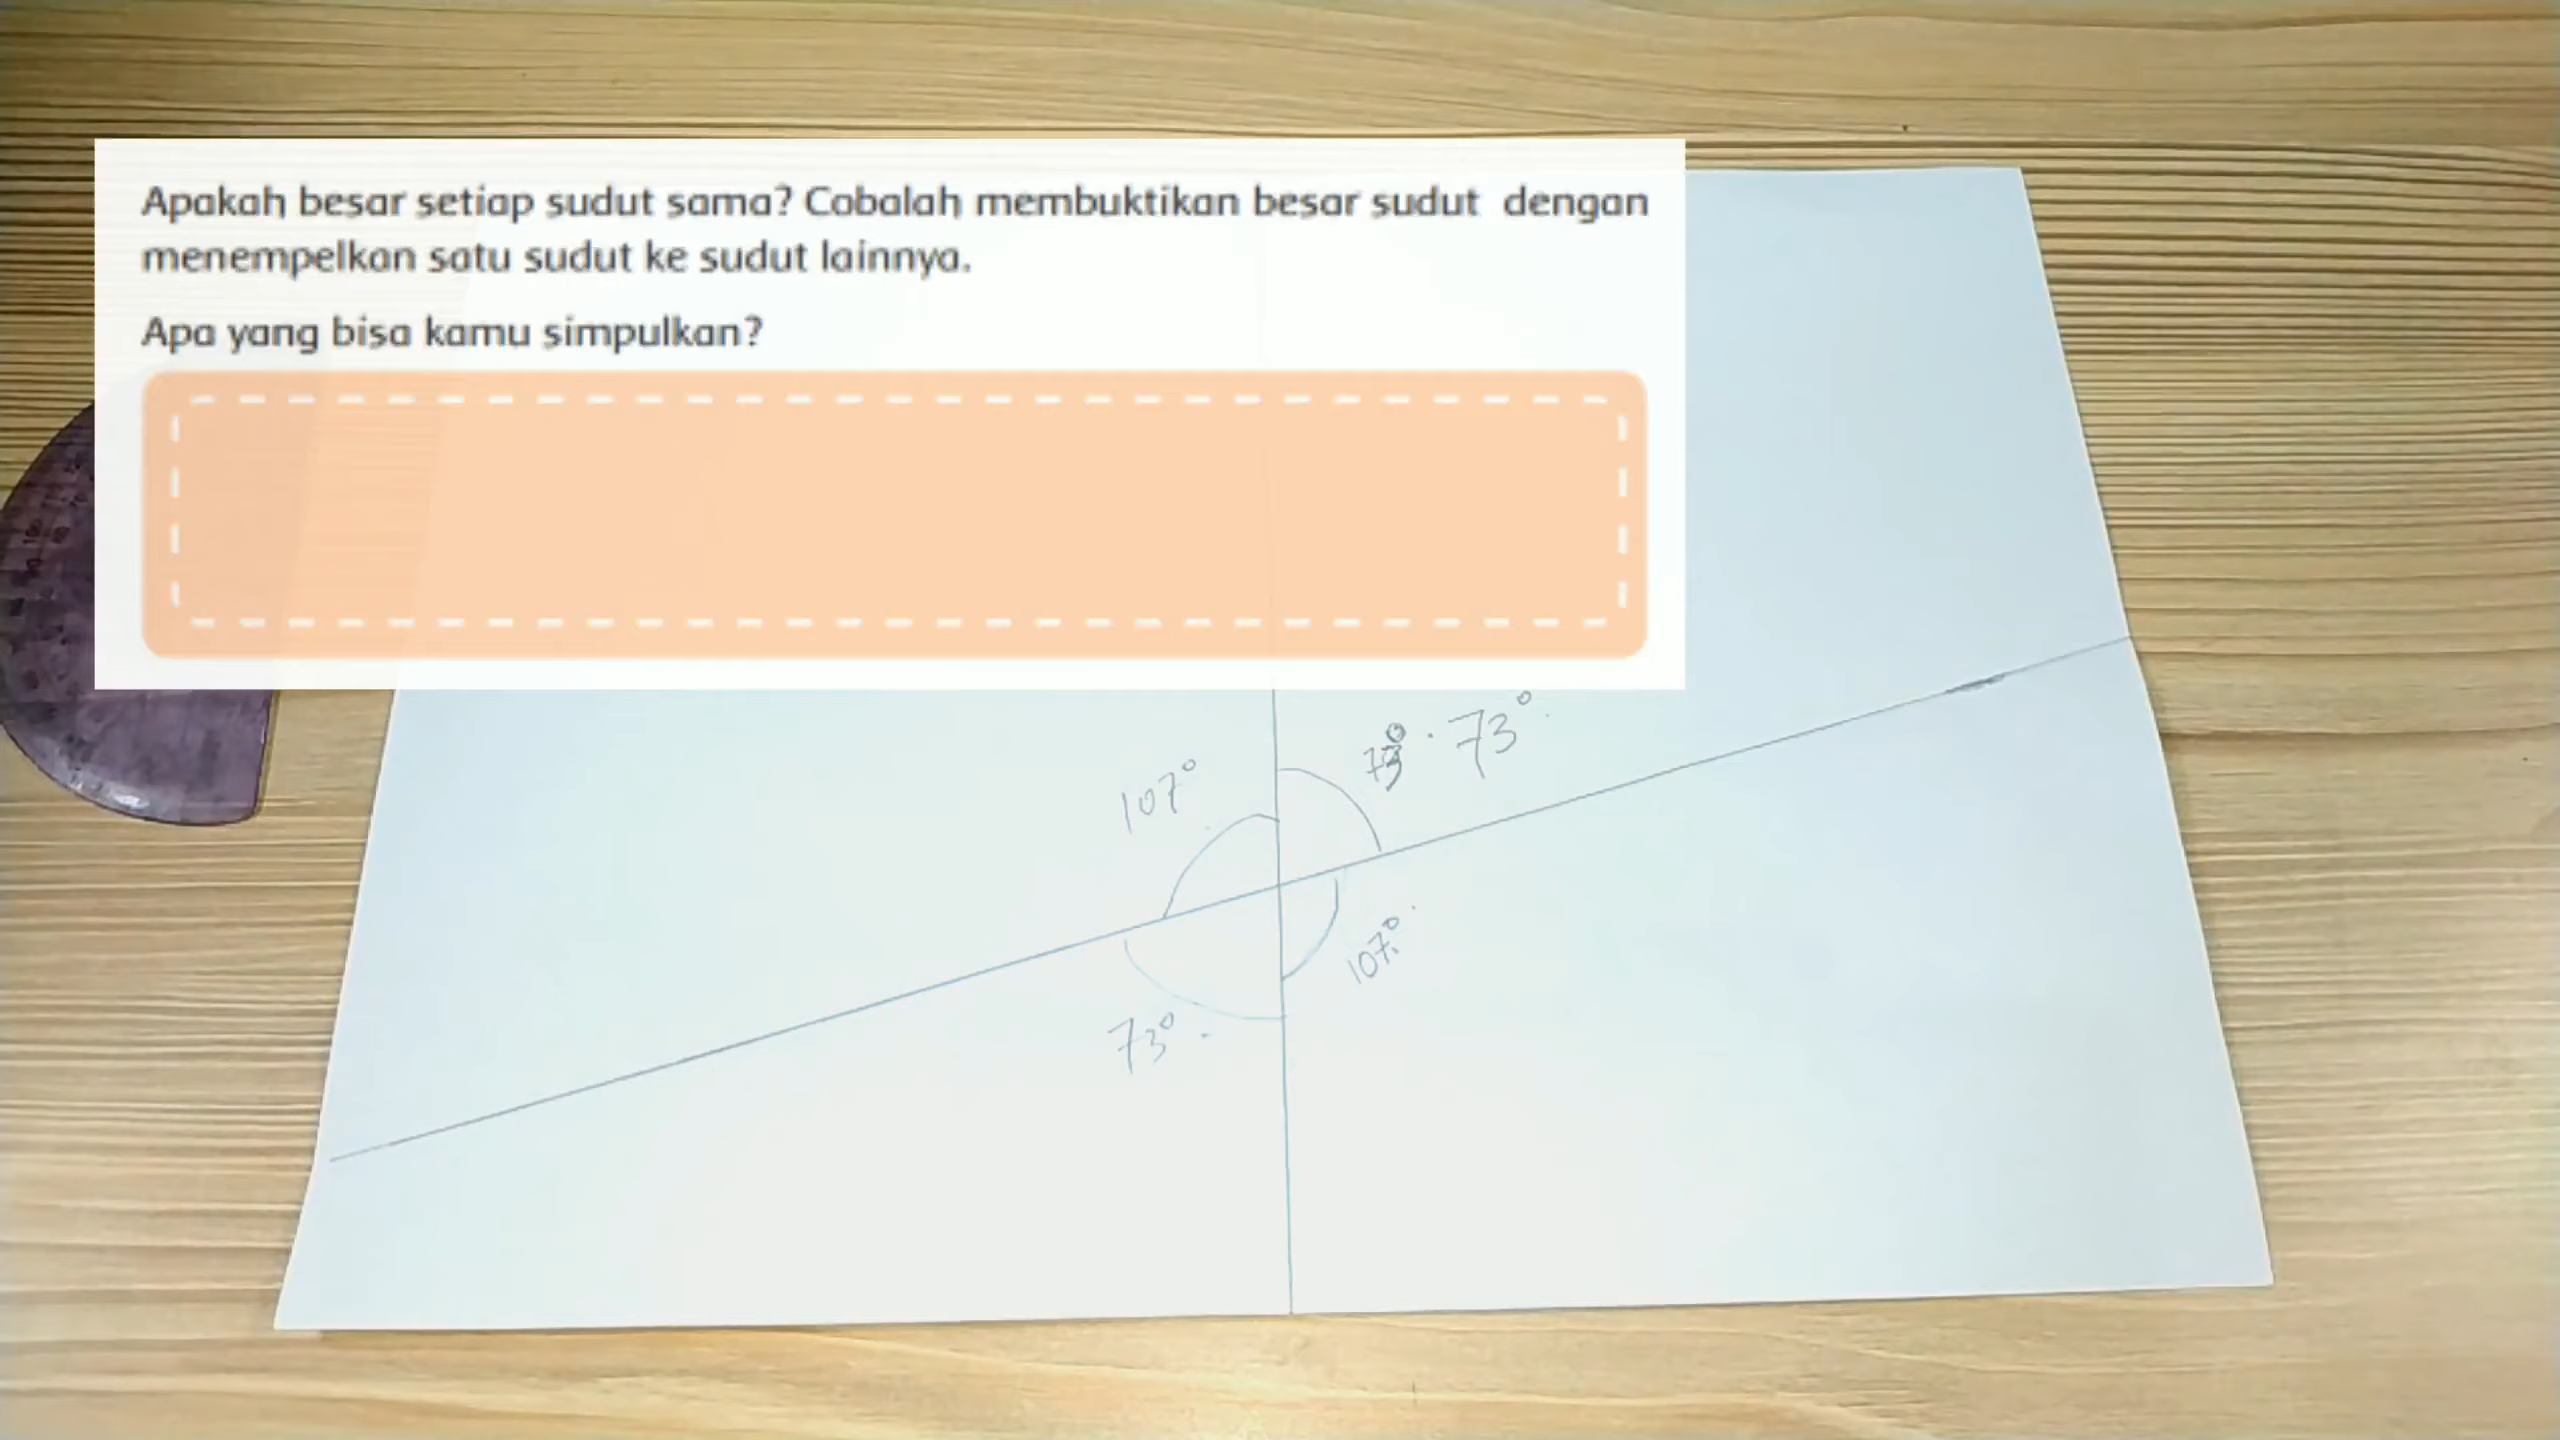 Apakah besar setiap sudut sama? Cobalah membuktikan besar sudut dengan
menempelkan satu sudut ke sudut lainnya.
Apa yang bisa kamu simpulkan?
73°
107°
107°
73°